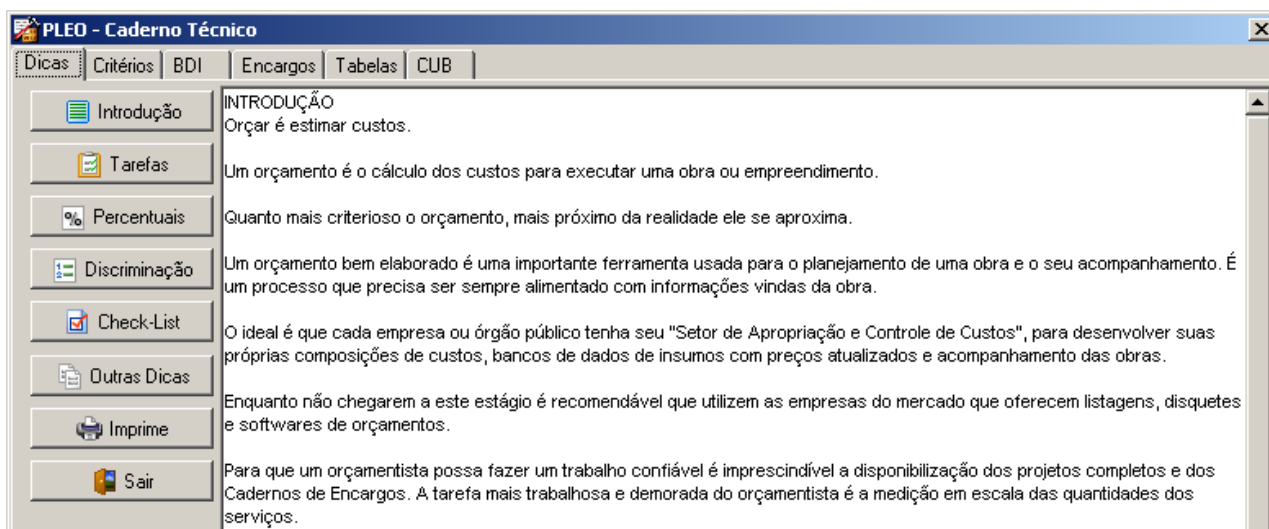 PLEO - Caderno Técnico
Dicas Critérios BDI Encargos Tabelas CUB
Introdução
Tarefas
Percentuais
Discriminação
Check-List
Outras Dicas
Imprime
Sair
INTRODUÇÃO
Orçar é estimar custos.
Um orçamento é o cálculo dos custos para executar uma obra ou empreendimento.
Quanto mais criterioso o orçamento, mais próximo da realidade ele se aproxima.
Um orçamento bem elaborado é uma importante ferramenta usada para o planejamento de uma obra e o seu acompanhamento. É
um processo que precisa ser sempre alimentado com informações vindas da obra.
O ideal é que cada empresa ou órgão público tenha seu "Setor de Apropriação e Controle de Custos", para desenvolver suas
próprias composições de custos, bancos de dados de insumos com preços atualizados e acompanhamento das obras.
Enquanto não chegarem a este estágio é recomendável que utilizem as empresas do mercado que oferecem listagens, disquetes
e softwares de orçamentos.
Para que um orçamentista possa fazer um trabalho confiável é imprescindível a disponibilização dos projetos completos e dos
Cadernos de Encargos. A tarefa mais trabalhosa e demorada do orçamentista é a medição em escala das quantidades dos
serviços.